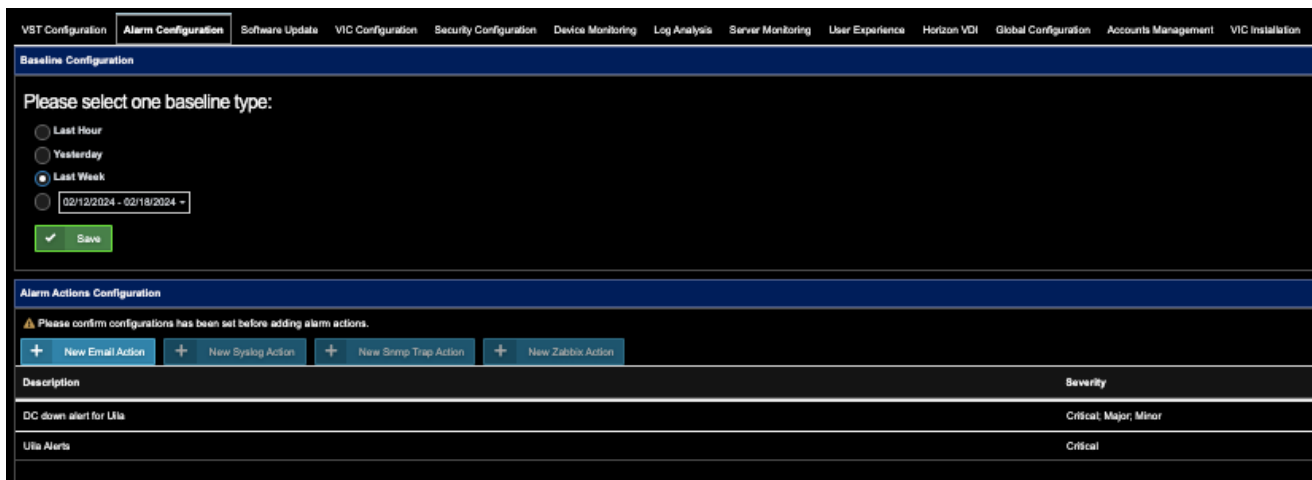 VST Configuration Alarm Configuration Software Update VIC Configuration Security Configuration Device Monitoring Log Analysis Server Monitoring User Experience Horizon VDI Global Configuration Accounts Management VIC Installation
Baseline Configuration
Please select one baseline type:
Last Hour
Yesterday
Last Week
02/12/2024 - 02/18/2024
Save
Alarm Actions Configuration
Please confirm configurations has been set before adding alarm actions.
New Email Action New Syslog Action New Snmp Trap Action New Zabbix Action
Description Severity
DC down alert for Uila Critical; Major; Minor
Uila Alerts Critical